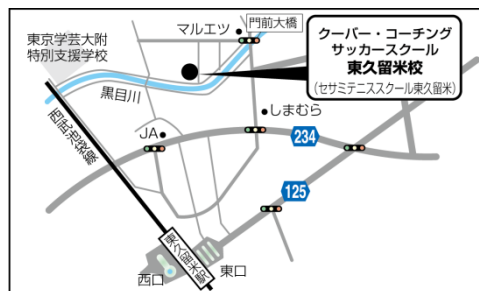 マルエツ
門前大橋
東京学芸大附
特別支援学校
クーバー・コーチング
サッカースクール
東久留米校
(セサミテニススクール東久留米)
黒目川
しまむら
西武池袋線
JA
234
125
東久留米駅
東口
西口